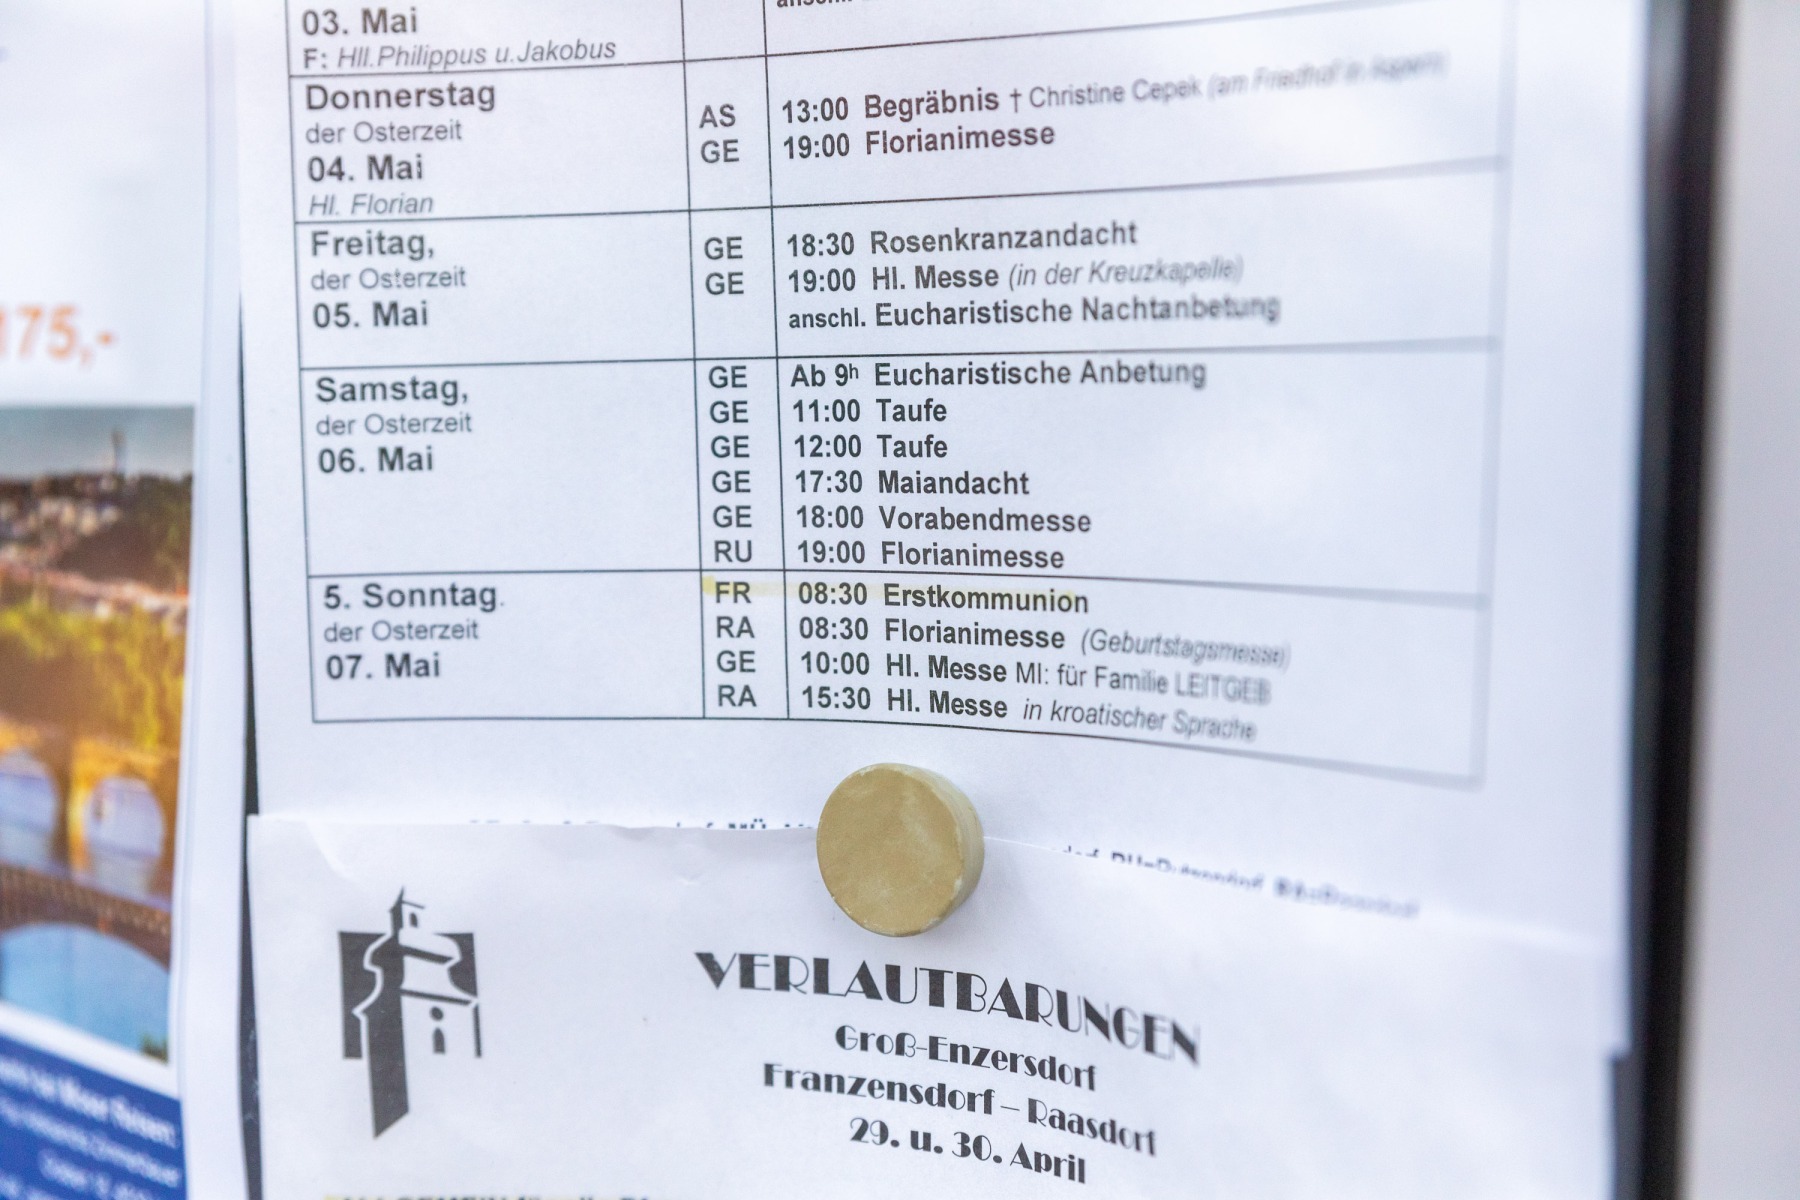 03. Mai
F: Hll.Philippus u.Jakobus
Donnerstag
der Osterzeit
04. Mai
Hl. Florian
AS 13:00 Begräbnis † Christine Cepek (am Friedhof in Aspern)
GE 19:00 Florianimesse
Freitag,
der Osterzeit
05. Mai
GE 18:30 Rosenkranzandacht
GE 19:00 Hl. Messe (in der Kreuzkapelle)
anschl. Eucharistische Nachtanbetung
Samstag,
der Osterzeit
06. Mai
GE Ab 9h Eucharistische Anbetung
GE 11:00 Taufe
GE 12:00 Taufe
GE 17:30 Maiandacht
GE 18:00 Vorabendmesse
RU 19:00 Florianimesse
5. Sonntag.
der Osterzeit
07. Mai
FR 08:30 Erstkommunion
RA 08:30 Florianimesse (Geburtstagsmesse)
GE 10:00 Hl. Messe MI: für Familie LEITGEB
RA 15:30 Hl. Messe in kroatischer Sprache
VERLAUTBARUNGEN
Groß-Enzersdorf
Franzensdorf – Raasdorf
29. u. 30. April
175,-